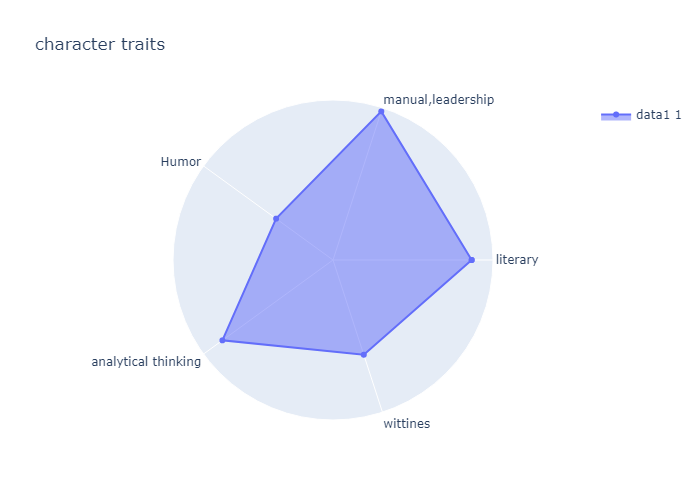 character traits
manual,leadership
data1 1
Humor
literary
analytical thinking
wittines